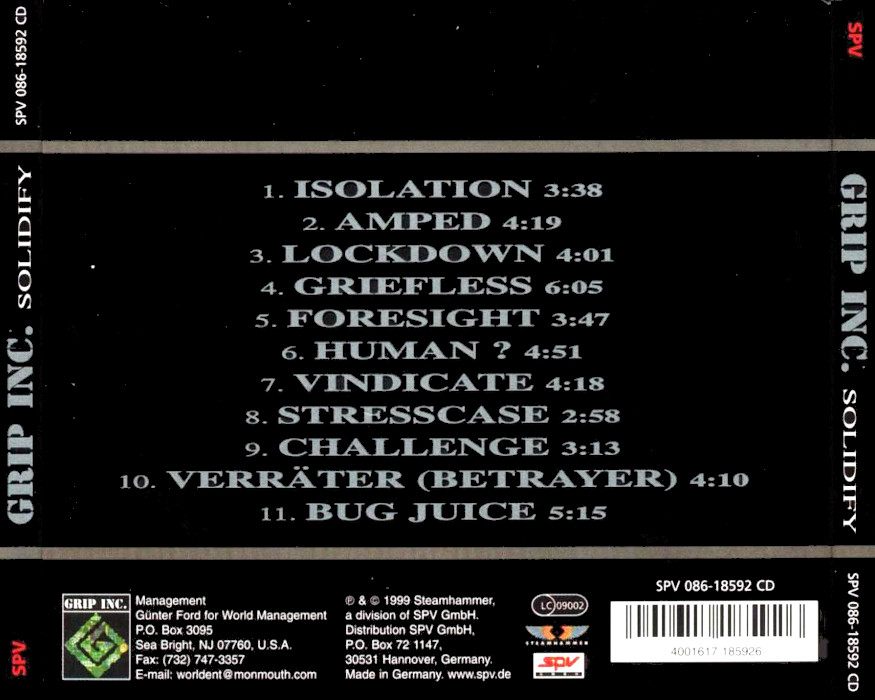 SPV 086-18592 CD
SPV
GRIP INC. SOLIDIFY
1. ISOLATION 3:38
2. AMPED 4:19
3. LOCKDOWN 4:01
4. GRIEFLESS 6:05
5. FORESIGHT 3:47
6. HUMAN ? 4:51
7. VINDICATE 4:18
8. STRESSCASE 2:58
9. CHALLENGE 3:13
10. VERRÄTER (BETRAYER) 4:10
11. BUG JUICE 5:15
GRIP INC. SOLIDIFY
SPV
GRIP INC.
Management
Günter Ford for World Management
P.O. Box 3095
Sea Bright, NJ 07760, U.S.A.
Fax: (732) 747-3357
E-mail: worldent@monmouth.com
℗ & © 1999 Steamhammer,
a division of SPV GmbH.
Distribution SPV GmbH,
P.O. Box 72 1147,
30531 Hannover, Germany.
Made in Germany. www.spv.de
LC 09002
STEAMHAMMER
spv
SPV 086-18592 CD
4001617 185926
SPV 086-18592 CD